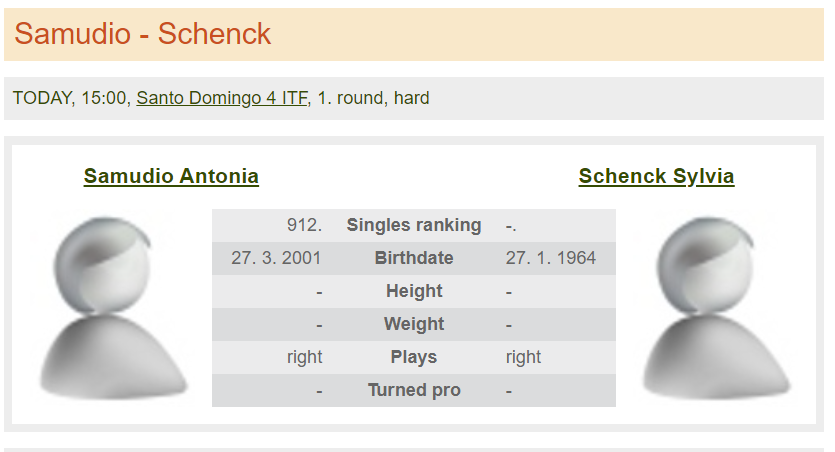 Samudio - Schenck
TODAY, 15:00, Santo Domingo 4 ITF, 1. round, hard
Samudio Antonia Schenck Sylvia
912. Singles ranking -.
27. 3. 2001 Birthdate 27. 1. 1964
- Height -
- Weight -
right Plays right
- Turned pro -